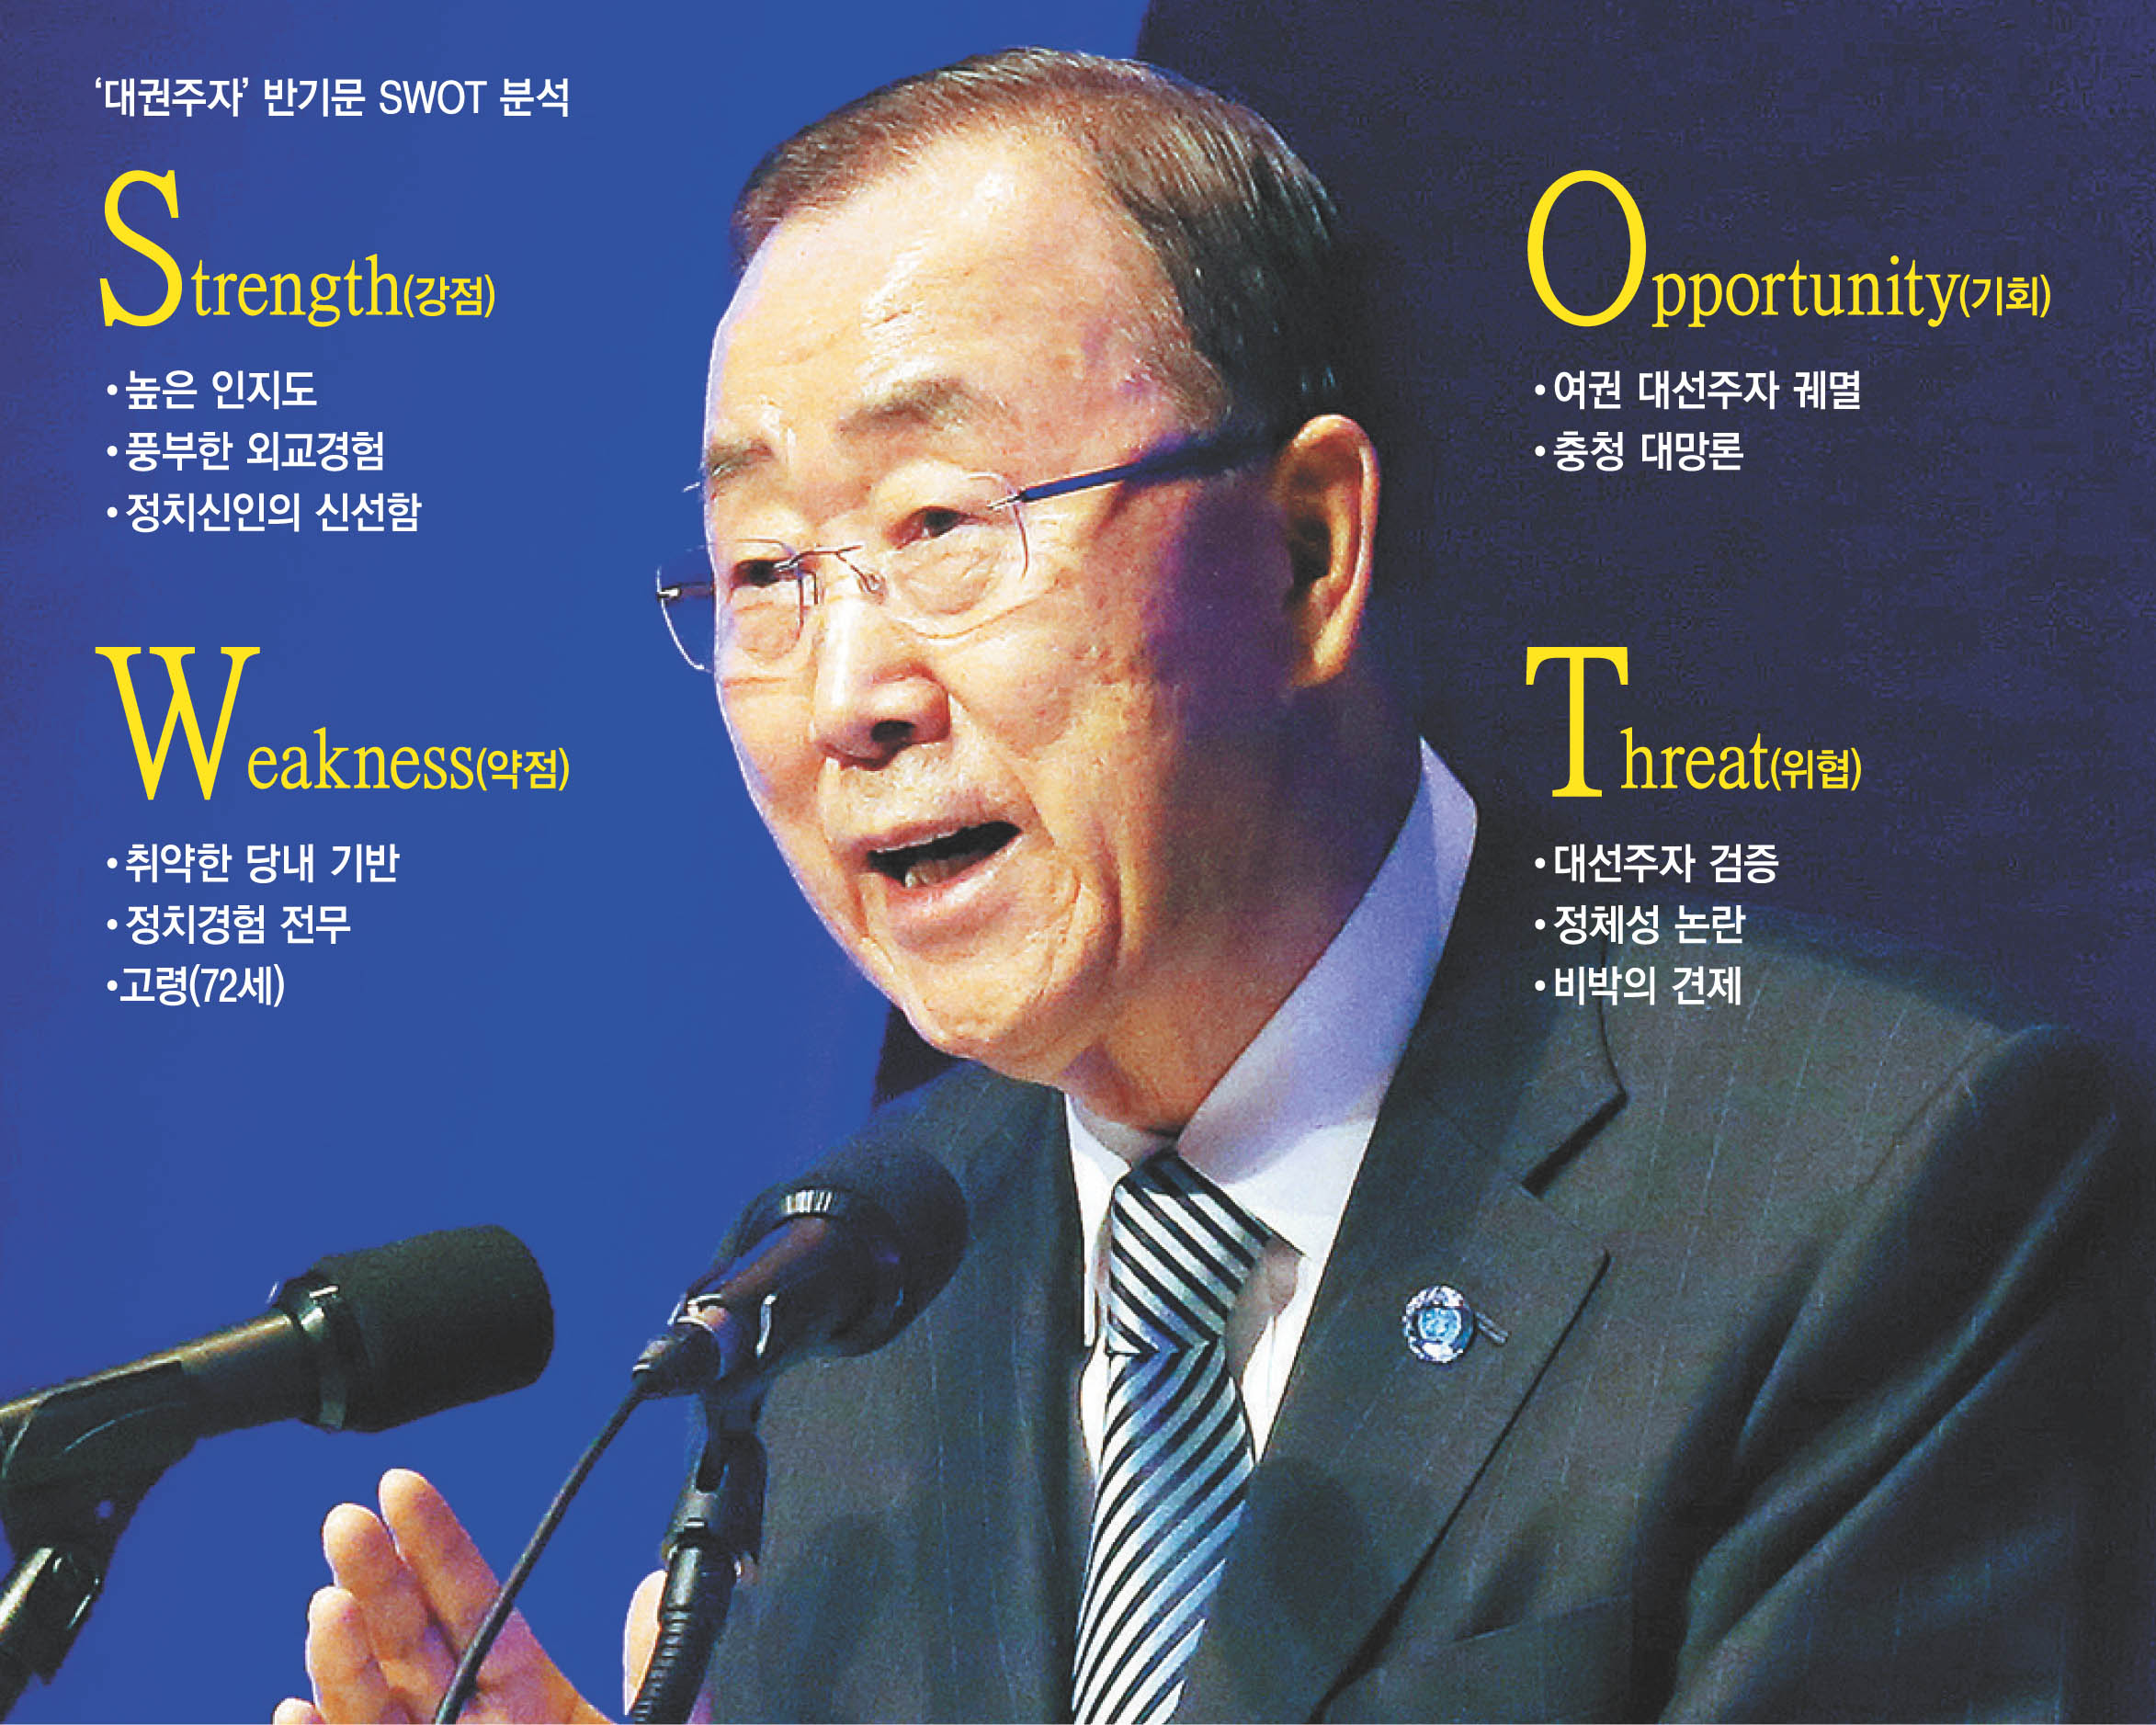 ‘대권주자’ 반기문 SWOT 분석
Strength(강점)
•높은 인지도
•풍부한 외교경험
•정치신인의 신선함
Weakness(약점)
•취약한 당내 기반
•정치경험 전무
•고령(72세)
Opportunity(기회)
•여권 대선주자 궤멸
•충청 대망론
Threat(위협)
•대선주자 검증
•정체성 논란
•비박의 견제